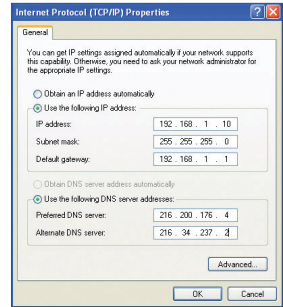 Internet Protocol (TCP/IP) Properties
General
You can get IP settings assigned automatically if your network supports
this capability. Otherwise, you need to ask your network administrator for
the appropriate IP settings.
Obtain an IP address automatically
Use the following IP address:
IP address: 192 . 168 . 1 . 10
Subnet mask: 255 . 255 . 255 . 0
Default gateway: 192 . 168 . 1 . 1
Obtain DNS server address automatically
Use the following DNS server addresses:
Preferred DNS server: 216 . 200 . 176 . 4
Alternate DNS server: 216 . 34 . 237 . 2
Advanced...
OK Cancel